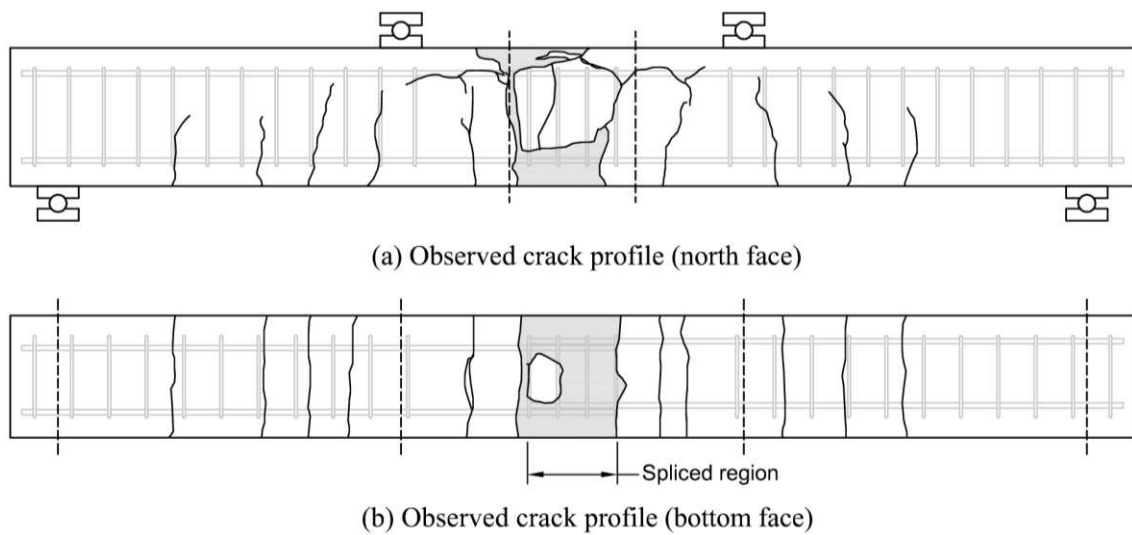 (a) Observed crack profile (north face)
Spliced region
(b) Observed crack profile (bottom face)